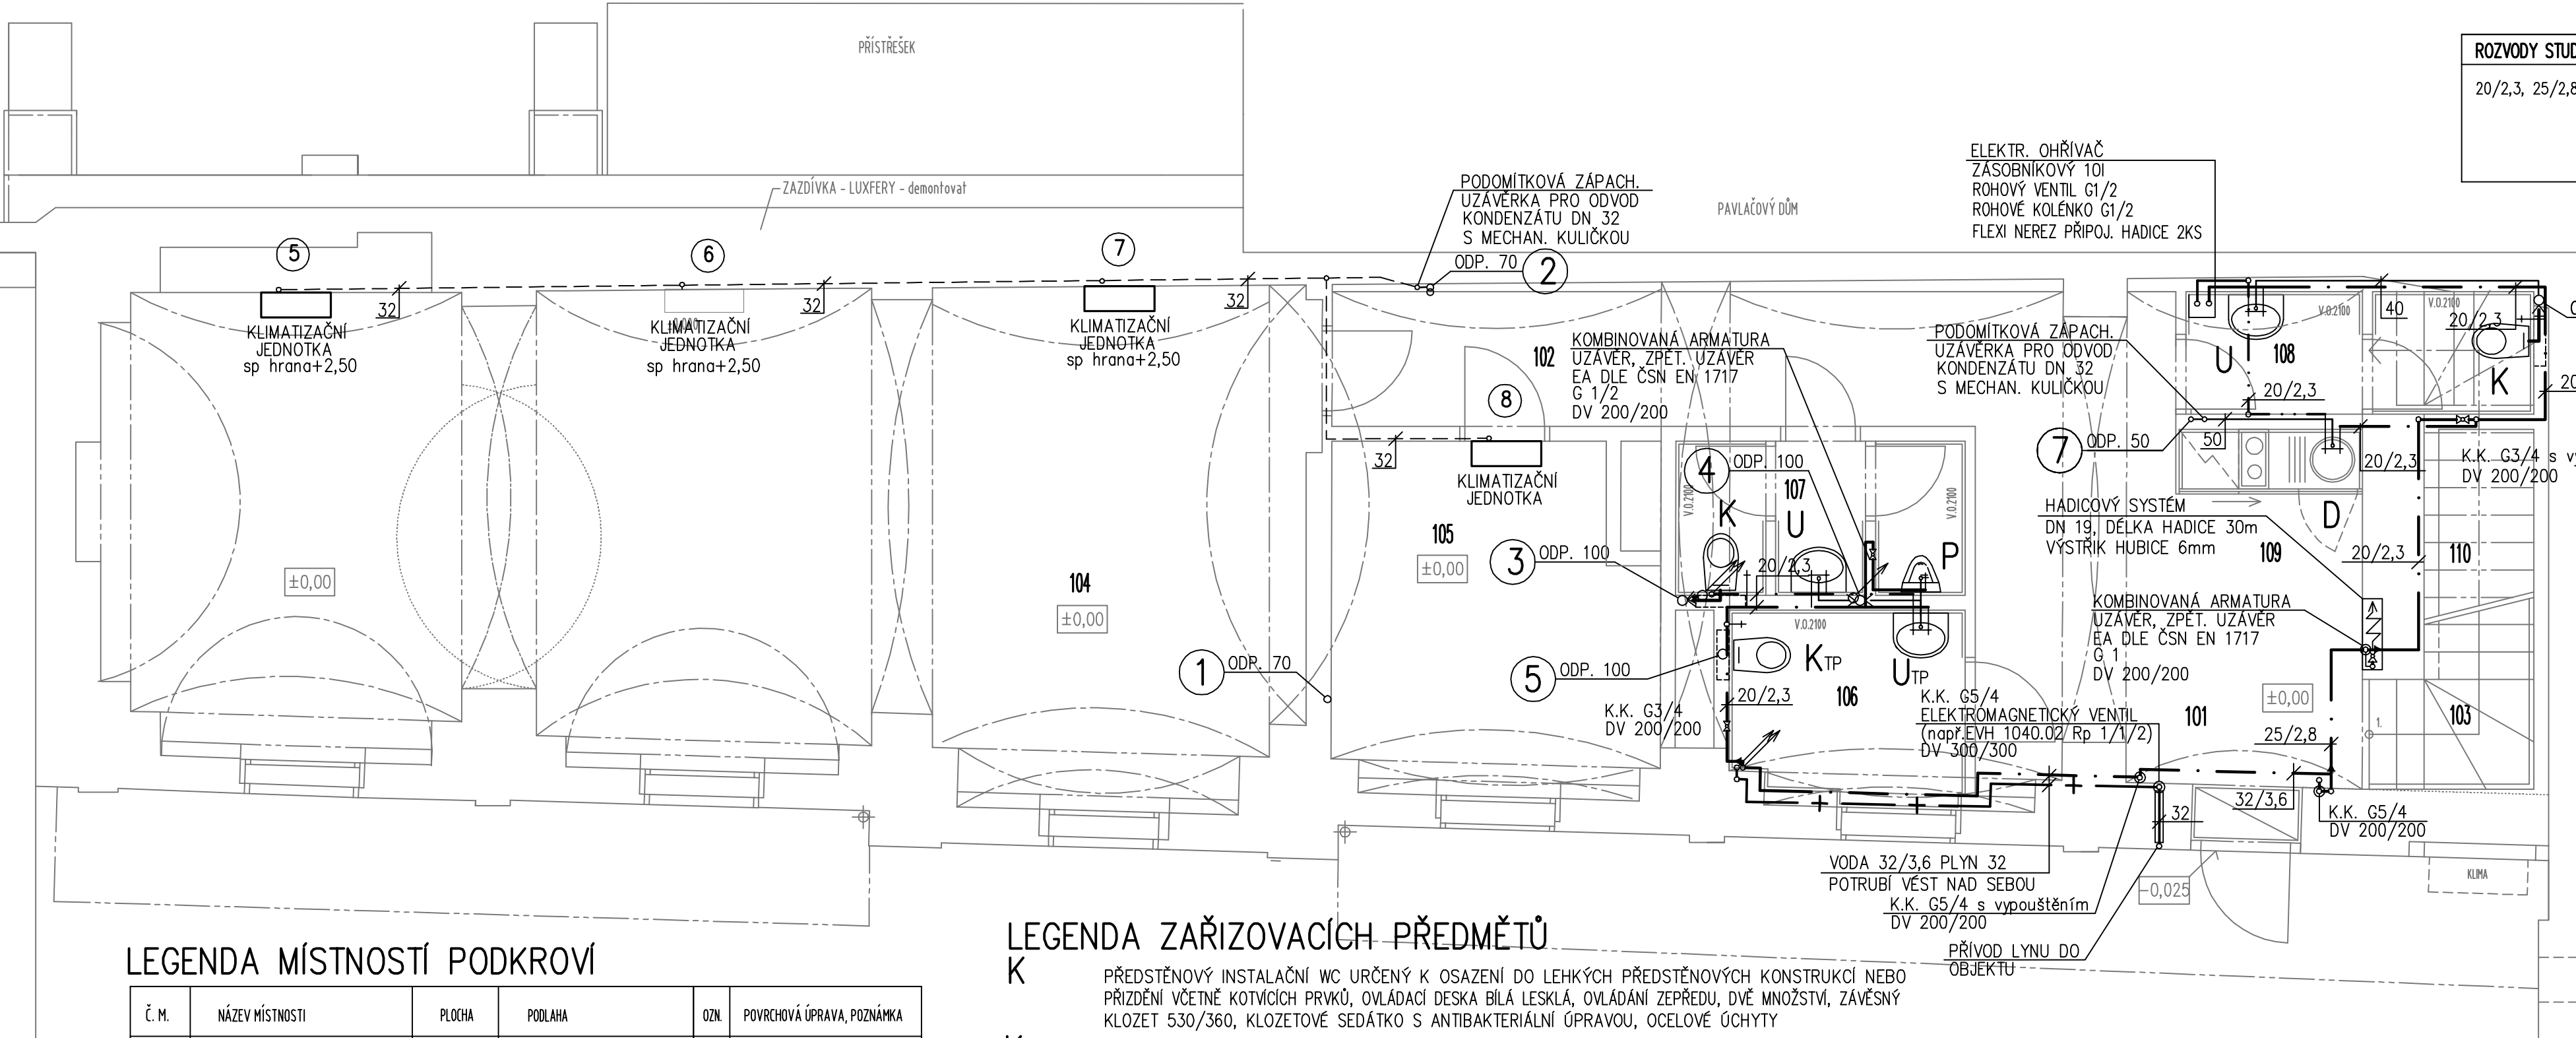 PŘÍSTŘEŠEK
ROZVODY
20/2,3, 25/2,8
ZAZDÍVKA - LUXFERY - demontovat
PAVLAČOVÝ DŮM
PODOMÍTKOVÁ ZÁPACH.
UZÁVĚRKA PRO ODVOD
KONDENZÁTU DN 32
S MECHAN. KULIČKOU
ELEKTR. OHŘÍVAČ
ZÁSOBNÍKOVÝ 10l
ROHOVÝ VENTIL G1/2
ROHOVÉ KOLÉNKO G1/2
FLEXI NEREZ PŘIPOJ. HADICE 2KS
5
6
7
ODP. 70
2
32
32
32
KLIMATIZAČNÍ
JEDNOTKA
sp hrana+2,50
KLIMATIZAČNÍ
JEDNOTKA
sp hrana+2,50
KLIMATIZAČNÍ
JEDNOTKA
sp hrana+2,50
102
KOMBINOVANÁ ARMATURA
UZÁVĚR, ZPĚT. UZÁVĚR
EA DLE ČSN EN 1717
G 1/2
DV 200/200
PODOMÍTKOVÁ ZÁPACH.
UZÁVĚRKA PRO ODVOD
KONDENZÁTU DN 32
S MECHAN. KULIČKOU
V.O.2100
V.O.2100
40
20/2,3
U
108
K
20/2,3
8
32
KLIMATIZAČNÍ
JEDNOTKA
4
ODP. 100
107
V.O.2100
V.O.2100
K
U
P
7
ODP. 50
50
20/2,3
K.K. G3/4 s
DV 200/200
HADICOVÝ SYSTÉM
DN 19, DÉLKA HADICE 30m
VÝSTŘIK HUBICE 6mm
D
109
20/2,3
110
105
±0,00
3
ODP. 100
20/2,3
±0,00
104
±0,00
KOMBINOVANÁ ARMATURA
UZÁVĚR, ZPĚT. UZÁVĚR
EA DLE ČSN EN 1717
G 1
DV 200/200
V.O.2100
1
ODP. 70
5
ODP. 100
KTP
UTP
106
20/2,3
K.K. G3/4
DV 200/200
K.K. G5/4
ELEKTROMAGNETICKÝ VENTIL
(např.EVH 1040.02 Rp 1/1/2)
DV 300/300
101
±0,00
103
1.
25/2,8
32/3,6
32
K.K. G5/4
DV 200/200
VODA 32/3,6 PLYN 32
POTRUBÍ VÉST NAD SEBOU
K.K. G5/4 s vypouštěním
DV 200/200
PŘÍVOD LYNU DO
OBJEKTU
-0,025
KLIMA
LEGENDA MÍSTNOSTÍ PODKROVÍ
Č. M. NÁZEV MÍSTNOSTI PLOCHA PODLAHA OZN. POVRCHOVÁ ÚPRAVA, POZNÁMKA
LEGENDA ZAŘIZOVACÍCH PŘEDMĚTŮ
K
PŘEDSTĚNOVÝ INSTALAČNÍ WC URČENÝ K OSAZENÍ DO LEHKÝCH PŘEDSTĚNOVÝCH KONSTRUKCÍ NEBO
PŘIZDĚNÍ VČETNĚ KOTVÍCÍCH PRVKŮ, OVLÁDACÍ DESKA BÍLÁ LESKLÁ, OVLÁDÁNÍ ZEPŘEDU, DVĚ MNOŽSTVÍ, ZÁVĚSNÝ
KLOZET 530/360, KLOZETOVÉ SEDÁTKO S ANTIBAKTERIÁLNÍ ÚPRAVOU, OCELOVÉ ÚCHYTY